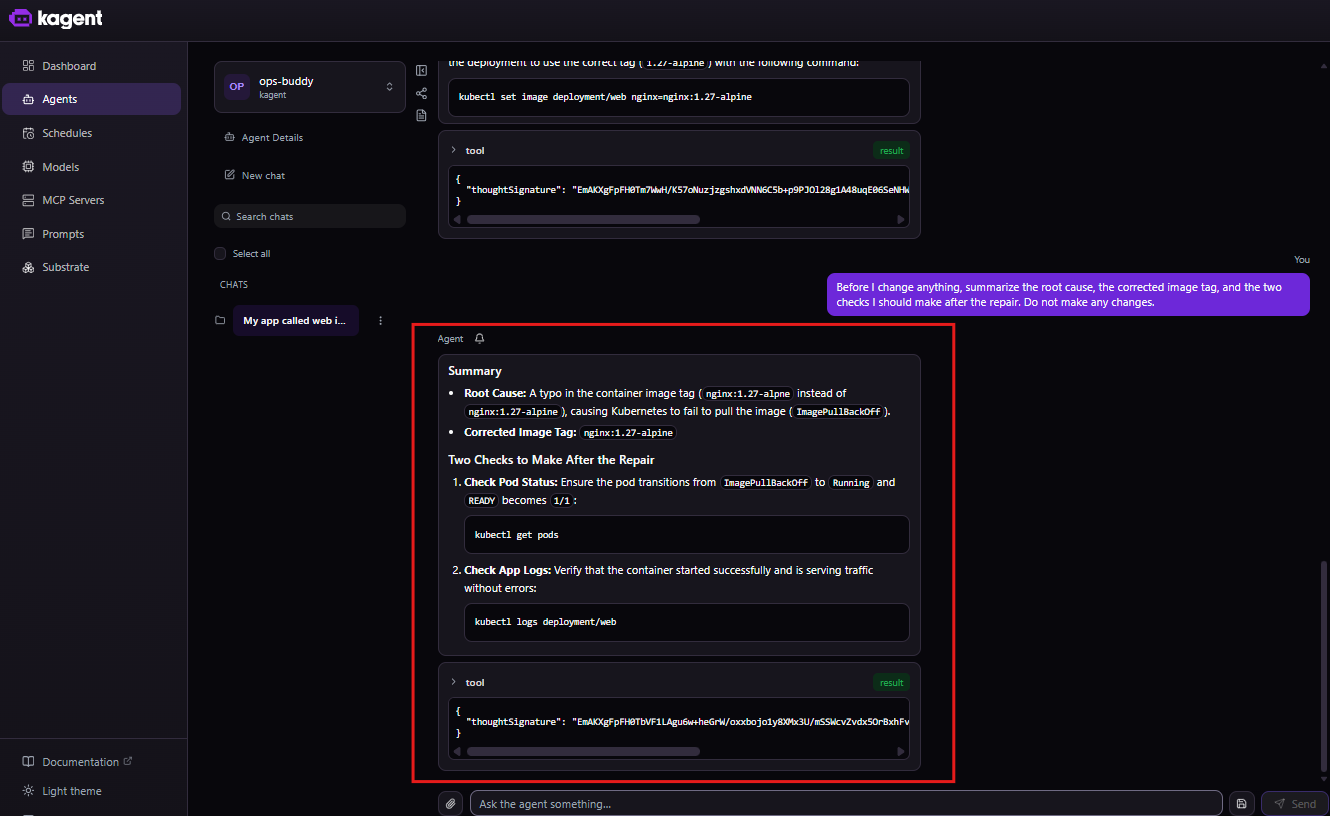 kagent
Dashboard
Agents
Schedules
Models
MCP Servers
Prompts
Substrate
Documentation
Light theme
OP
ops-buddy
kagent
Agent Details
New chat
Search chats
Select all
CHATS
My app called web i...
the deployment to use the correct tag ( 1.27-alpine ) with the following command:
kubectl set image deployment/web nginx=nginx:1.27-alpine
tool
result
{
"thoughtSignature":
}
You
Before I change anything, summarize the root cause, the corrected image tag, and the two
checks I should make after the repair. Do not make any changes.
Agent
Summary
• Root Cause: A typo in the container image tag ( nginx:1.27-alpne instead of
nginx:1.27-alpine ), causing Kubernetes to fail to pull the image ( ImagePullBackOff ).
• Corrected Image Tag: nginx:1.27-alpine
Two Checks to Make After the Repair
1. Check Pod Status: Ensure the pod transitions from ImagePullBackOff to Running and
READY becomes 1/1 :
kubectl get pods
2. Check App Logs: Verify that the container started successfully and is serving traffic
without errors:
kubectl logs deployment/web
tool
result
{
"thoughtSignature":
}
Ask the agent something...
Send